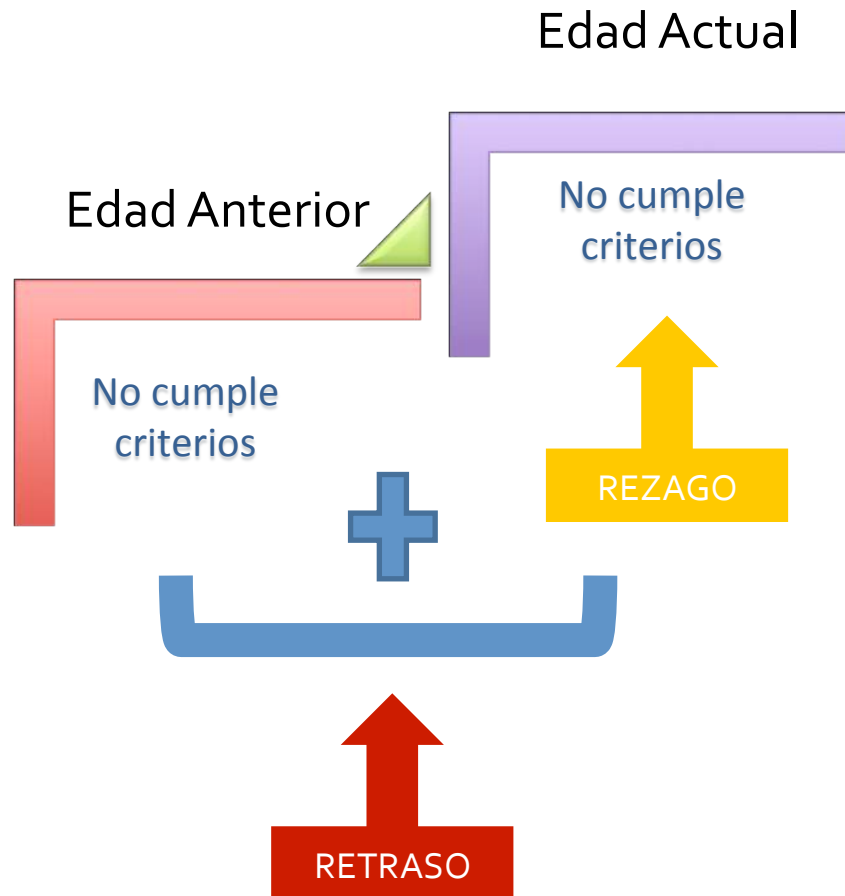 Edad Actual
Edad Anterior
No cumple
criterios
No cumple
criterios
REZAGO
RETRASO